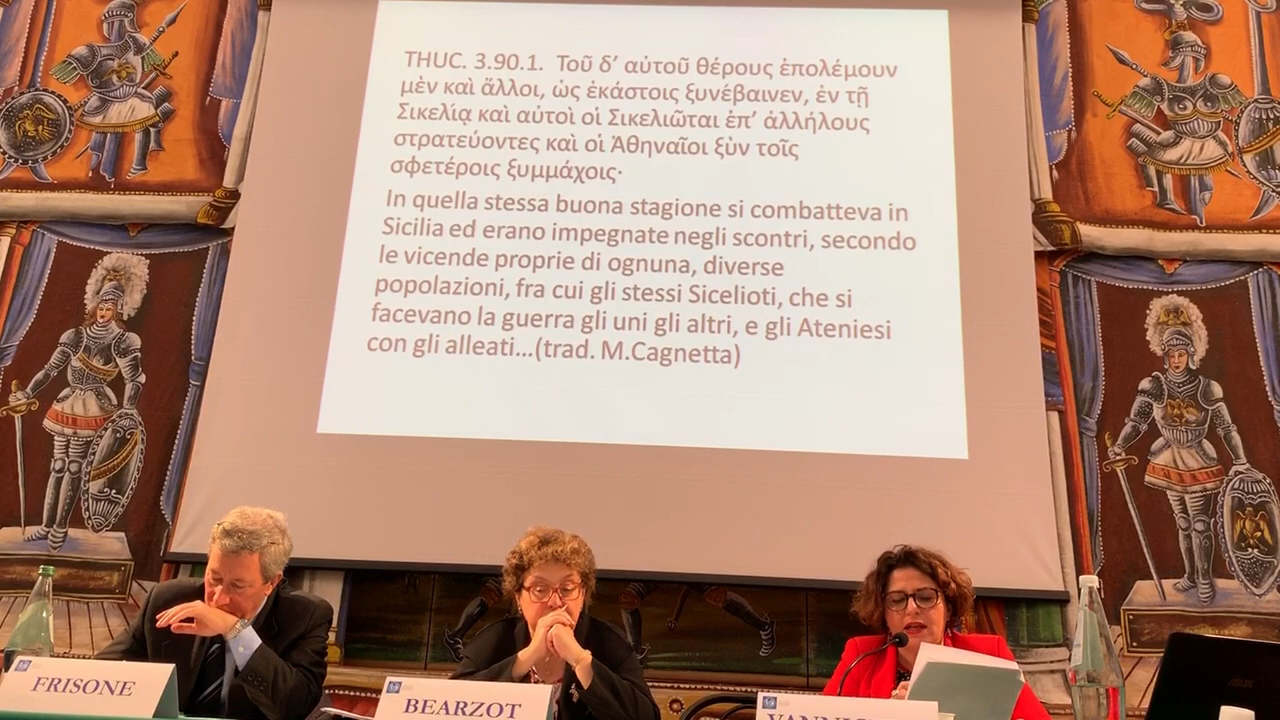 THUC. 3.90.1. Τοῦ δ’ αὐτοῦ θέρους ἐπολέμουν
μὲν καὶ ἄλλοι, ὡς ἑκάστοις ξυνέβαινεν, ἐν τῇ
Σικελίᾳ καὶ αὐτοὶ οἱ Σικελιῶται ἐπ’ ἀλλήλους
στρατεύοντες καὶ οἱ Ἀθηναῖοι ξὺν τοῖς
σφετέροις ξυμμάχοις·
In quella stessa buona stagione si combatteva in
Sicilia ed erano impegnate negli scontri, secondo
le vicende proprie di ognuna, diverse
popolazioni, fra cui gli stessi Sicelioti, che si
facevano la guerra gli uni gli altri, e gli Ateniesi
con gli alleati...(trad. M.Cagnetta)
FRISONE
BEARZOT